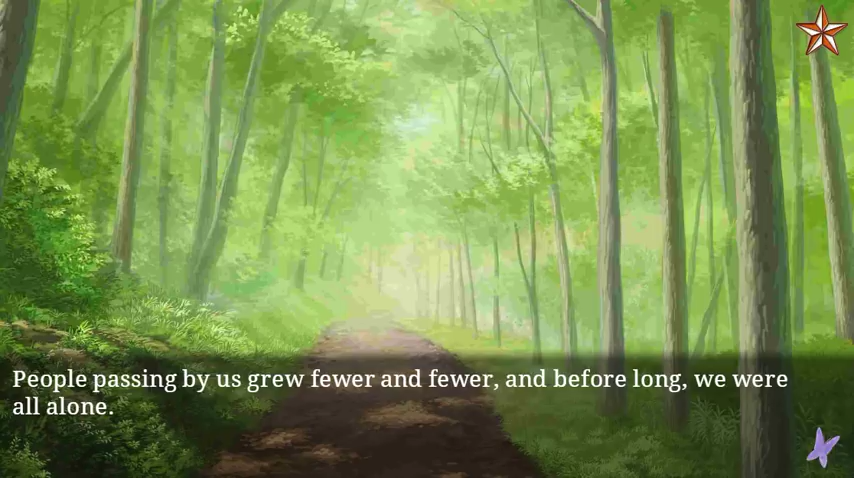 People passing by us grew fewer and fewer, and before long, we were
all alone.